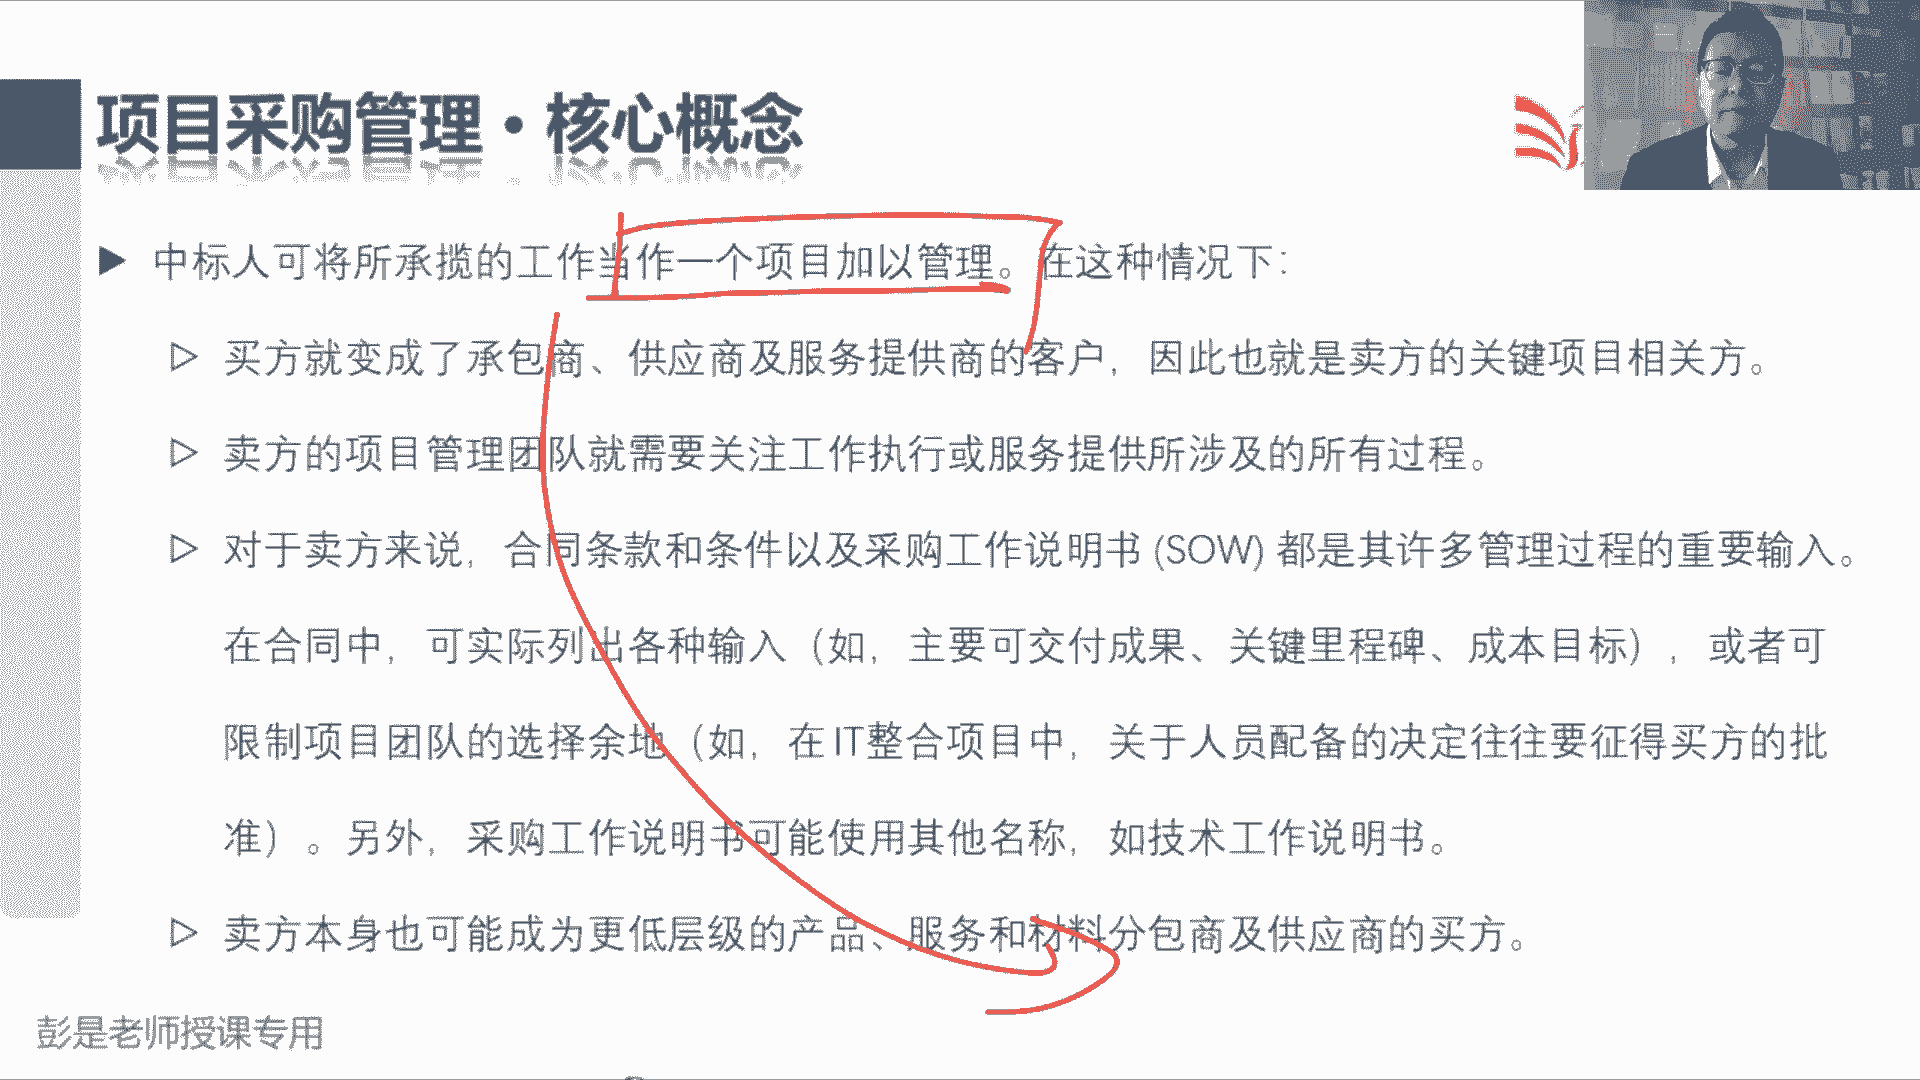 项目采购管理·核心概念
中标人可将所承揽的工作当作一个项目加以管理。在这种情况下：
买方就变成了承包商、供应商及服务提供商的客户，因此也就是卖方的关键项目相关方。
卖方的项目管理团队就需要关注工作执行或服务提供所涉及的所有过程。
对于卖方来说，合同条款和条件以及采购工作说明书 (SOW) 都是其许多管理过程的重要输入。
在合同中，可实际列出各种输入（如，主要可交付成果、关键里程碑、成本目标），或者可
限制项目团队的选择余地（如，在IT整合项目中，关于人员配备的决定往往要征得买方的批
准）。另外，采购工作说明书可能使用其他名称，如技术工作说明书。
卖方本身也可能成为更低层级的产品、服务和材料分包商及供应商的买方。
彭是老师授课专用